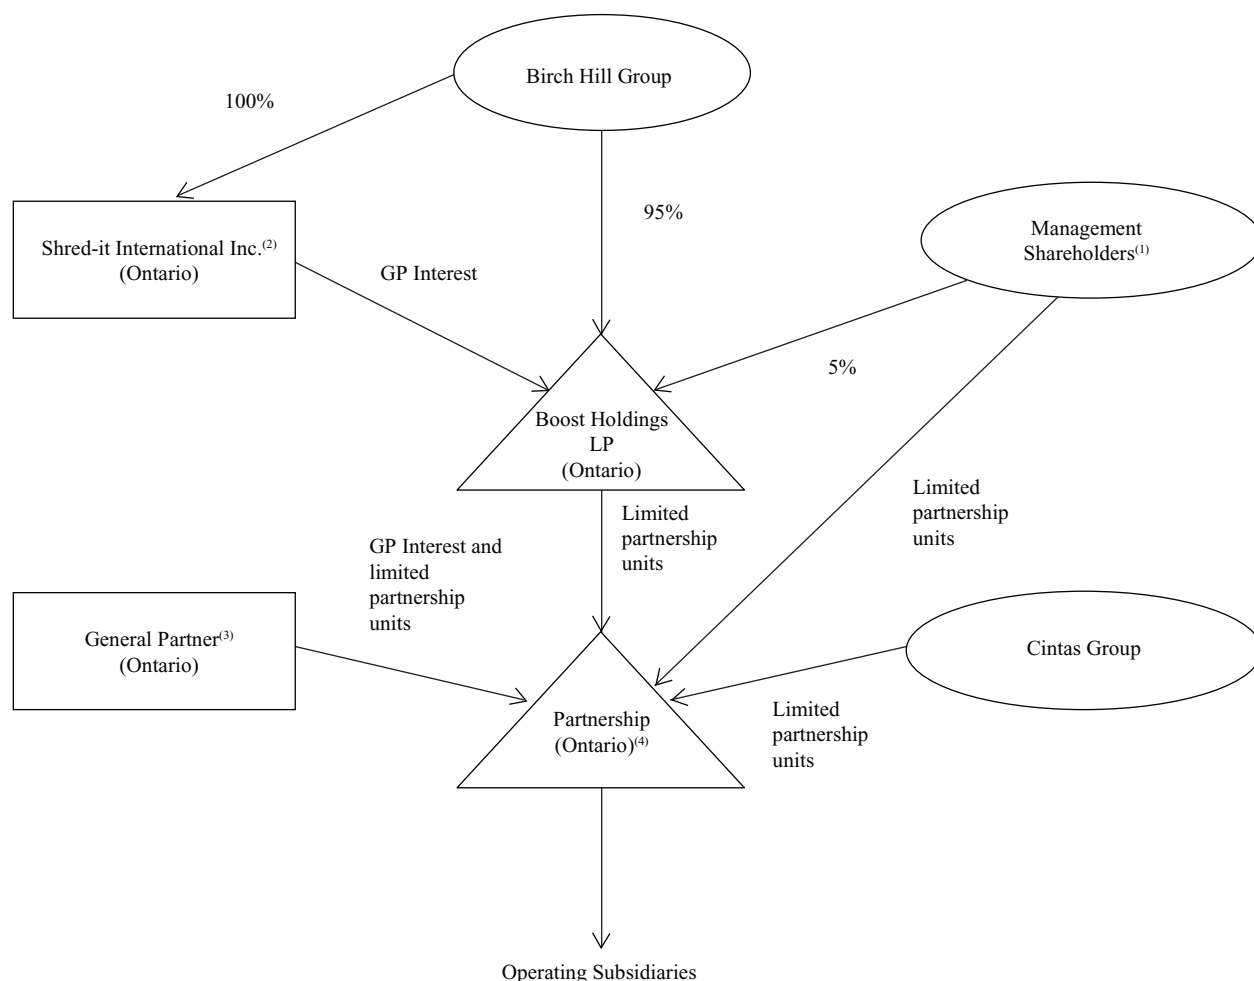 Birch Hill Group
100%
95%
Management
Shareholders(1)
Shred-it International Inc.(2)
(Ontario)
GP Interest
5%
Boost Holdings
LP
(Ontario)
Limited
partnership
units
Limited
partnership
units
GP Interest and
limited
partnership
units
General Partner(3)
(Ontario)
Cintas Group
Partnership
(Ontario)(4)
Limited
partnership
units
Operating Subsidiaries